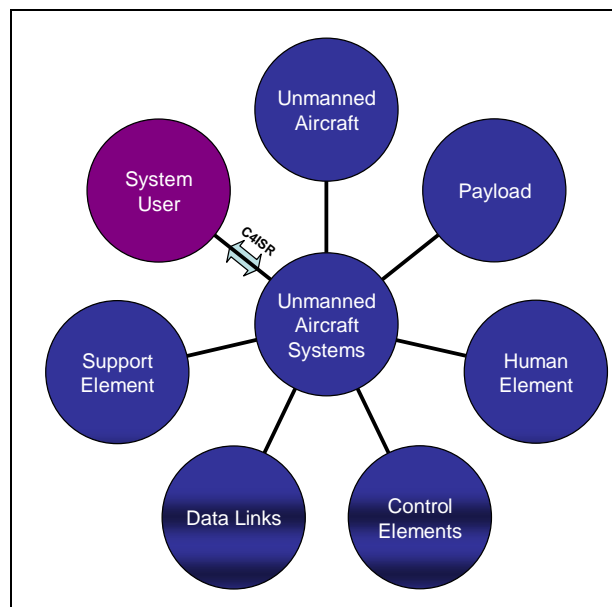 Unmanned
Aircraft
System
User
Payload
C4ISR
Unmanned
Aircraft
Systems
Support
Element
Human
Element
Data Links
Control
Elements